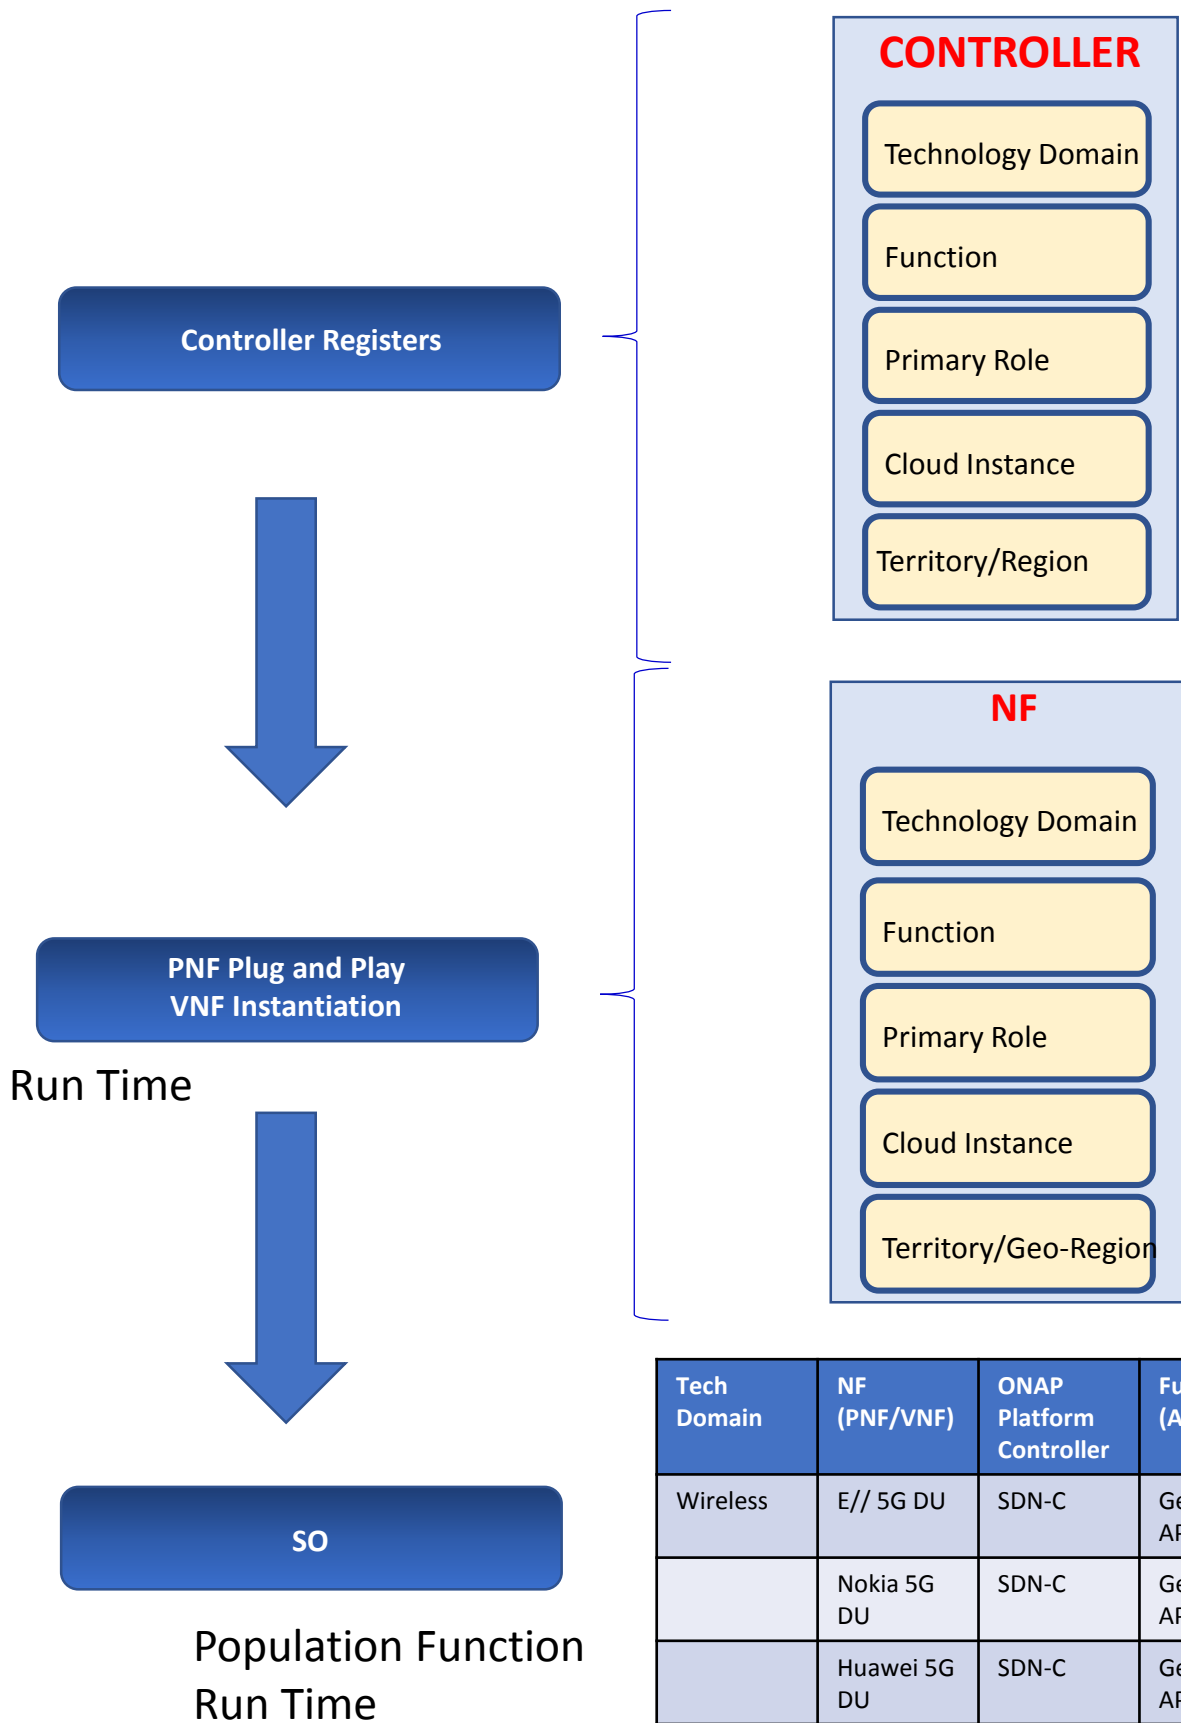 CONTROLLER
Technology Domain
Function
Primary Role
Cloud Instance
Territory/Region
Controller Registers
NF
Technology Domain
Function
Primary Role
Cloud Instance
Territory/Geo-Region
PNF Plug and Play
VNF Instantiation
Run Time
SO
Population Function
Run Time
Tech
Domain
NF
(PNF/VNF)
ONAP
Platform
Controller
Wireless
E// 5G DU
SDN-C
Nokia 5G
DU
SDN-C
Huawei 5G
DU
SDN-C